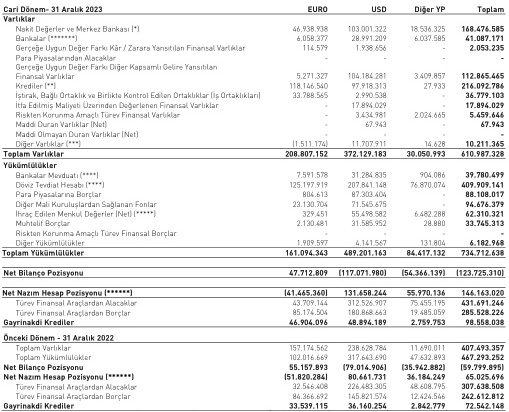 Cari Dönem- 31 Aralık 2023 EURO USD Diğer YP Toplam
Varlıklar
Nakit Değerler ve Merkez Bankası (*) 46.938.938 103.001.322 18.536.325 168.476.585
Bankalar (*******) 6.058.377 28.991.209 6.037.585 41.087.171
Gerçeğe Uygun Değer Farkı Kâr / Zarara Yansıtılan Finansal Varlıklar 114.579 1.938.656 - 2.053.235
Para Piyasalarından Alacaklar - - - -
Gerçeğe Uygun Değer Farkı Diğer Kapsamlı Gelire Yansıtılan
Finansal Varlıklar 5.271.327 104.184.281 3.409.857 112.865.465
Krediler (**) 118.146.540 97.918.313 27.933 216.092.786
İştirak, Bağlı Ortaklık ve Birlikte Kontrol Edilen Ortaklıklar (İş Ortaklıkları) 33.788.565 2.990.538 - 36.779.103
İtfa Edilmiş Maliyeti Üzerinden Değerlenen Finansal Varlıklar - 17.894.029 - 17.894.029
Riskten Korunma Amaçlı Türev Finansal Varlıklar - 3.434.981 2.024.665 5.459.646
Maddi Duran Varlıklar (Net) - 67.943 - 67.943
Maddi Olmayan Duran Varlıklar (Net) - - - -
Diğer Varlıklar (***) (1.511.174) 11.707.911 14.628 10.211.365
Toplam Varlıklar 208.807.152 372.129.183 30.050.993 610.987.328
Yükümlülükler
Bankalar Mevduatı (****) 7.591.578 31.284.835 904.086 39.780.499
Döviz Tevdiat Hesabı (****) 125.197.919 207.841.148 76.870.074 409.909.141
Para Piyasalarına Borçlar 804.613 87.303.404 - 88.108.017
Diğer Mali Kuruluşlardan Sağlanan Fonlar 23.130.704 71.545.675 - 94.676.379
İhraç Edilen Menkul Değerler (Net) (*****) 329.451 55.498.582 6.482.288 62.310.321
Muhtelif Borçlar 2.130.481 31.585.952 28.880 33.745.313
Riskten Korunma Amaçlı Türev Finansal Borçlar - - - -
Diğer Yükümlülükler 1.909.597 4.141.567 131.804 6.182.968
Toplam Yükümlülükler 161.094.343 489.201.163 84.417.132 734.712.638
Net Bilanço Pozisyonu 47.712.809 (117.071.980) (54.366.139) (123.725.310)
Net Nazım Hesap Pozisyonu (******) (41.465.360) 131.658.244 55.970.136 146.163.020
Türev Finansal Araçlardan Alacaklar 43.709.144 312.526.907 75.455.195 431.691.246
Türev Finansal Araçlardan Borçlar 85.174.504 180.868.663 19.485.059 285.528.226
Gayrinakdi Krediler 46.904.096 48.894.189 2.759.753 98.558.038
Önceki Dönem - 31 Aralık 2022
Toplam Varlıklar 157.174.562 238.628.784 11.690.011 407.493.357
Toplam Yükümlülükler 102.016.669 317.643.690 47.632.893 467.293.252
Net Bilanço Pozisyonu 55.157.893 (79.014.906) (35.942.882) (59.799.895)
Net Nazım Hesap Pozisyonu (******) (51.820.284) 80.661.731 36.184.249 65.025.696
Türev Finansal Araçlardan Alacaklar 32.546.408 226.483.305 48.608.795 307.638.508
Türev Finansal Araçlardan Borçlar 84.366.692 145.821.574 12.424.546 242.612.812
Gayrinakdi Krediler 33.539.115 36.160.254 2.842.779 72.542.148